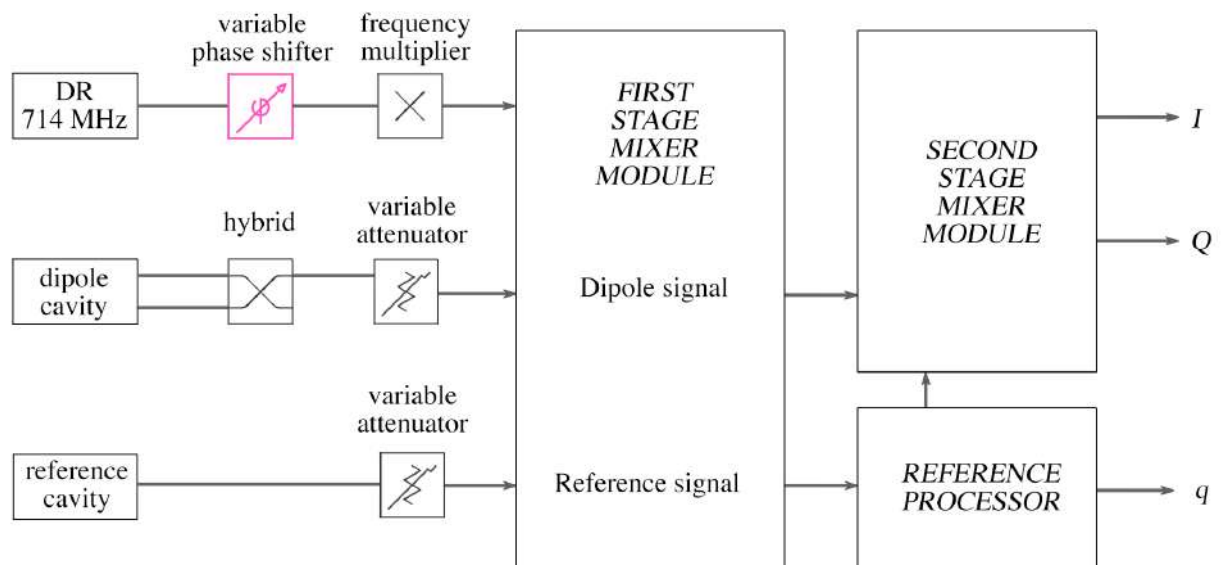 variable
phase shifter
frequency
multiplier
DR
714 MHz
φ
FIRST
STAGE
MIXER
MODULE
SECOND
STAGE
MIXER
MODULE
I
Q
hybrid
variable
attenuator
dipole
cavity
Dipole signal
variable
attenuator
reference
cavity
Reference signal
REFERENCE
PROCESSOR
q